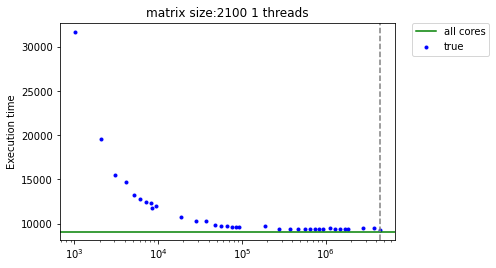 matrix size:2100 1 threads
all cores
true
Execution time
30000
25000
20000
15000
10000
10³
10⁴
10⁵
10⁶